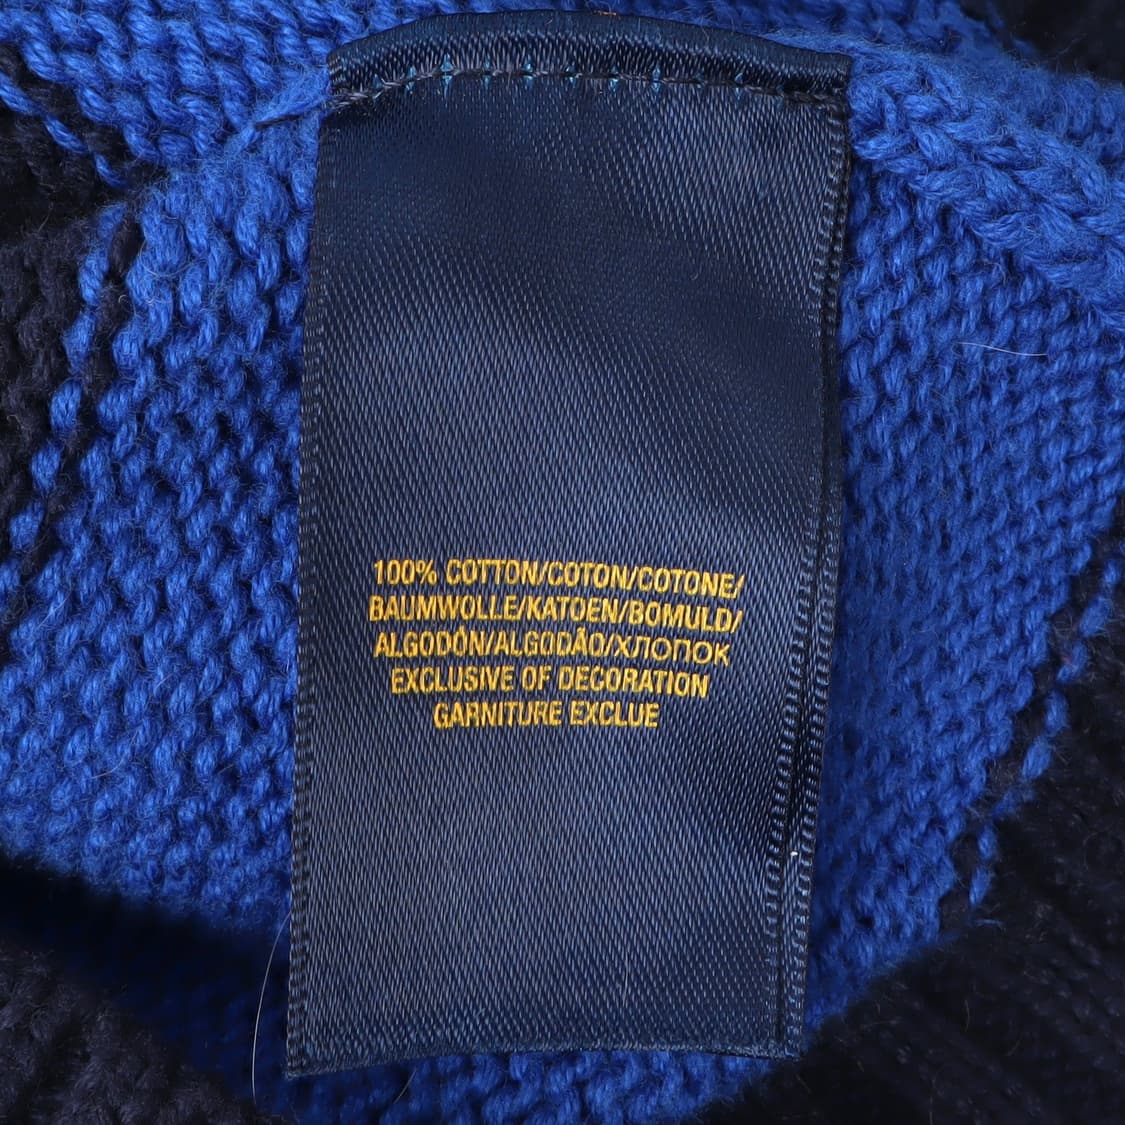 100% COTTON/COTON/COTONE/
BAUMWOLLE/KATOEN/BOMULD/
ALGODÓN/ALGODÃO/ХЛОПОК
EXCLUSIVE OF DECORATION
GARNITURE EXCLUE